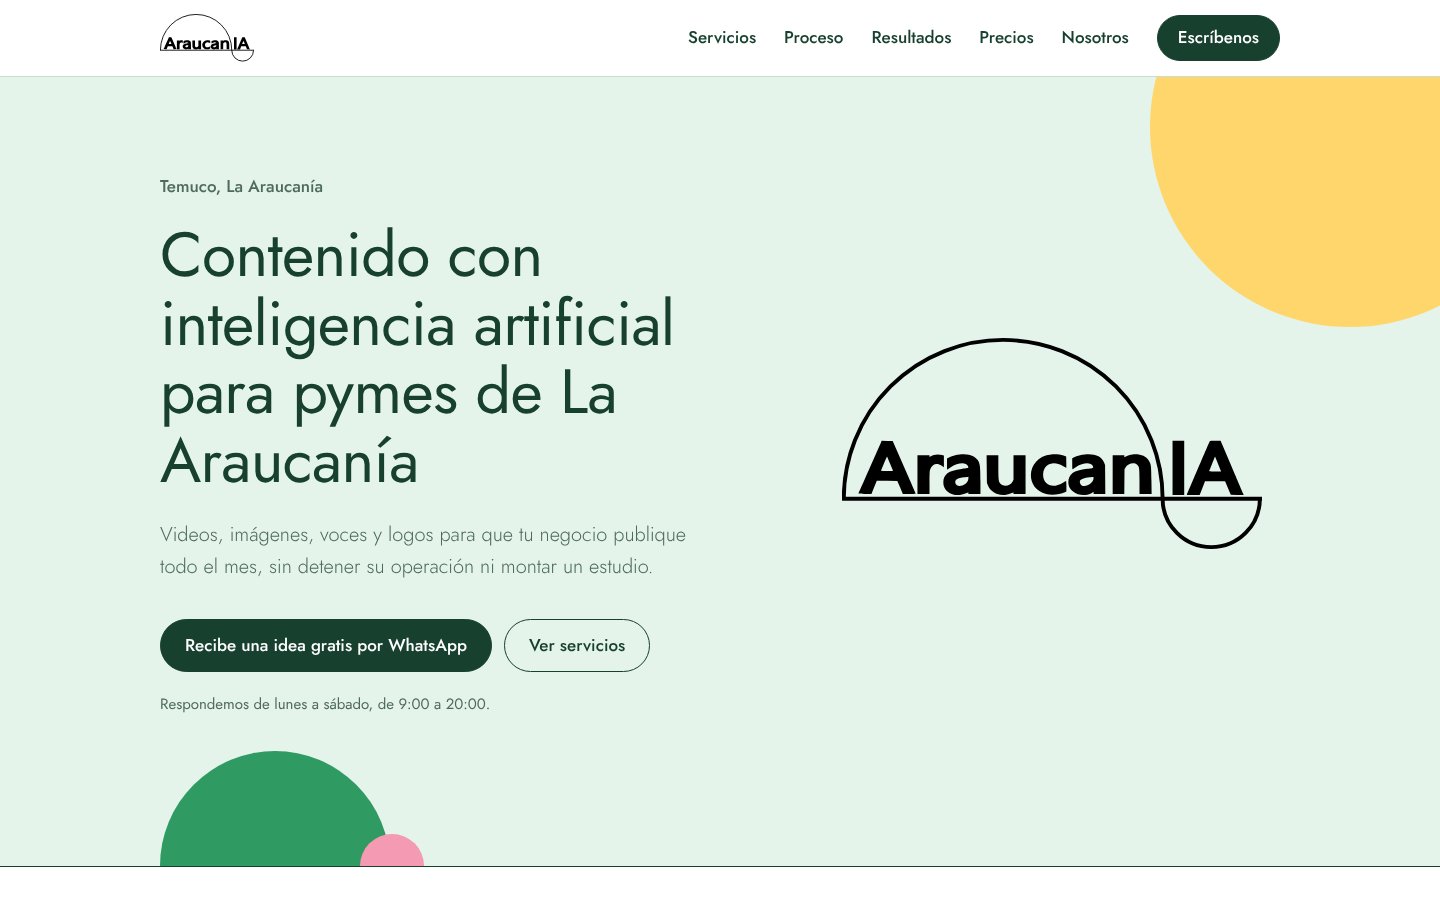 AraucanIA
Servicios
Proceso
Resultados
Precios
Nosotros
Escríbenos
Temuco, La Araucanía
Contenido con
inteligencia artificial
para pymes de La
Araucanía
Videos, imágenes, voces y logos para que tu negocio publique
todo el mes, sin detener su operación ni montar un estudio.
Recibe una idea gratis por WhatsApp
Ver servicios
Respondemos de lunes a sábado, de 9:00 a 20:00.
AraucanIA